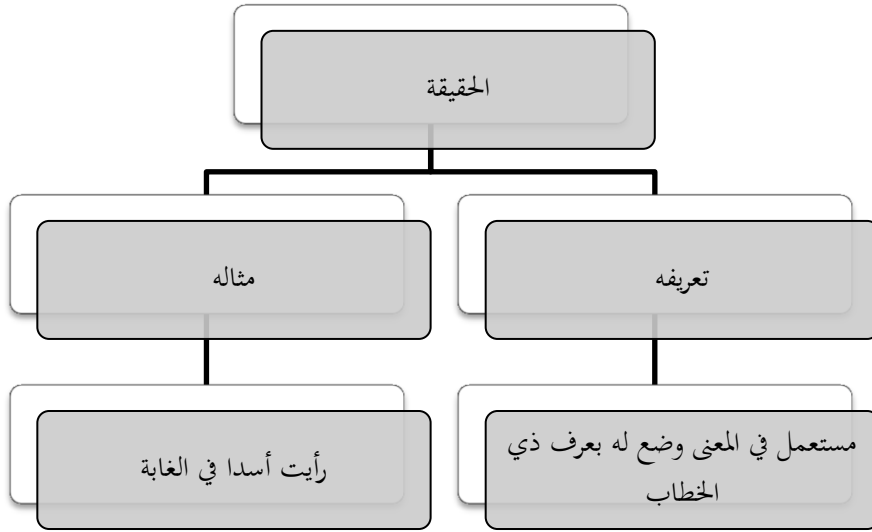 الحقيقة
تعريفه
مثاله
مستعمل في المعنى وضع له بعرف ذي
الخطاب
رأيت أسدا في الغابة